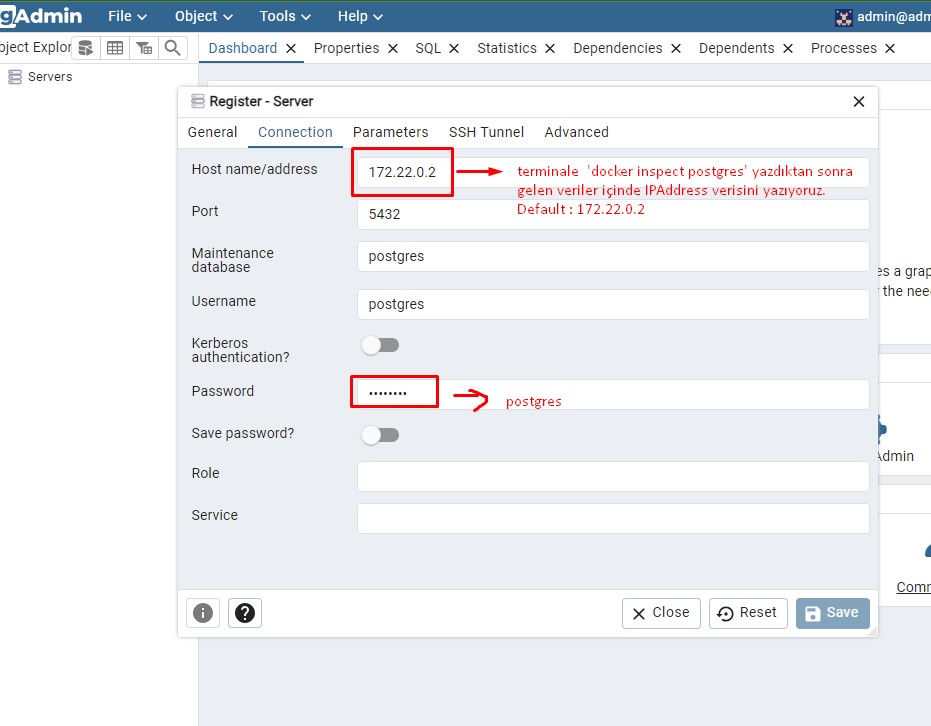 gAdmin File Object Tools Help admin@adm
bject Explor Dashboard Properties SQL Statistics Dependencies Dependents Processes
Servers
Register - Server
General Connection Parameters SSH Tunnel Advanced
Host name/address 172.22.0.2 terminale 'docker inspect postgres' yazdıktan sonra
gelen veriler içinde IPAddress verisini yazıyoruz.
Default : 172.22.0.2
Port 5432
Maintenance
database postgres
Username postgres
Kerberos
authentication?
Password •••••••• postgres
Save password?
Role
Service
Close Reset Save
es a grap
the nee
Admin
Comm